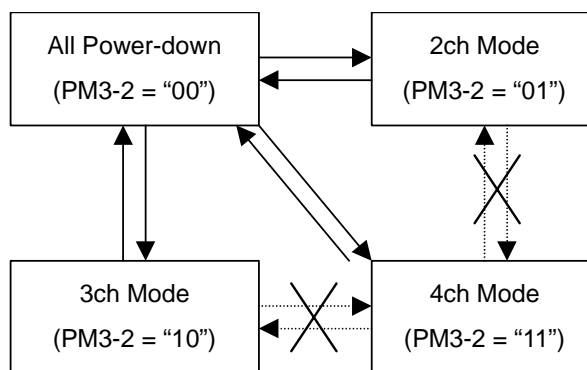 All Power-down
(PM3-2 = “00”)
2ch Mode
(PM3-2 = “01”)
3ch Mode
(PM3-2 = “10”)
4ch Mode
(PM3-2 = “11”)